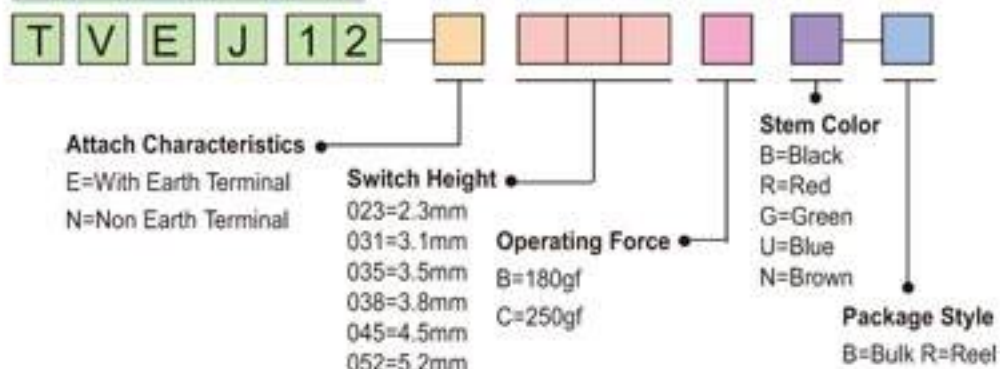 TVEJ12
Attach Characteristics
E=With Earth Terminal
N=Non Earth Terminal
Switch Height
023=2.3mm
031=3.1mm
035=3.5mm
038=3.8mm
045=4.5mm
052=5.2mm
Operating Force
B=180gf
C=250gf
Stem Color
B=Black
R=Red
G=Green
U=Blue
N=Brown
Package Style
B=Bulk R=Reel